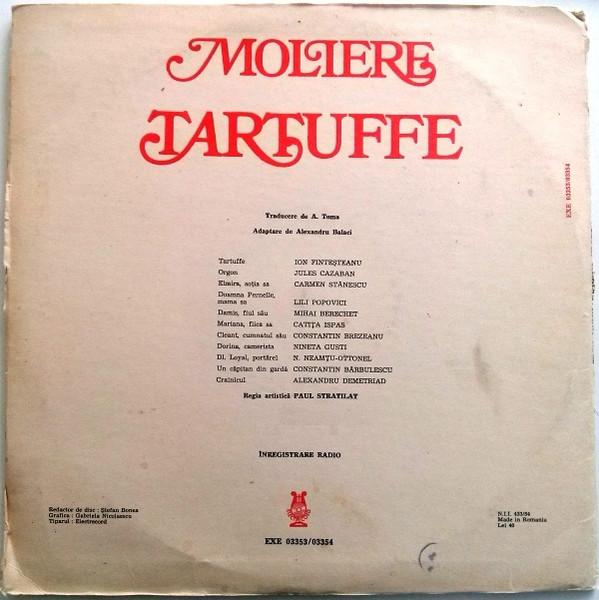 MOLIERE
TARTUFFE
EXE 03353/03354
Traducere de A. Toma
Adaptare de Alexandru Balaci
Tartuffe ION FINTEȘTEANU
Orgon JULES CAZABAN
Elmira, soția sa CARMEN STĂNESCU
Doamna Pernelle,
mama sa LILI POPOVICI
Damis, fiul său MIHAI BERECHET
Mariana, fiica sa CATIȚA ISPAS
Cleant, cumnatul său CONSTANTIN BREZEANU
Dorina, camerista NINETA GUSTI
Dl. Loyal, portărel N. NEAMȚU-OTTONEL
Un căpitan din gardă CONSTANTIN BĂRBULESCU
Crainicul ALEXANDRU DEMETRIAD
Regia artistică PAUL STRATILAT
ÎNREGISTRARE RADIO
Redactor de disc : Ștefan Bonea
Grafica : Gabriela Nicolaescu
Tiparul : Electrecord
N.I.I. 433/84
Made in Romania
Lei 40
EXE 03353/03354